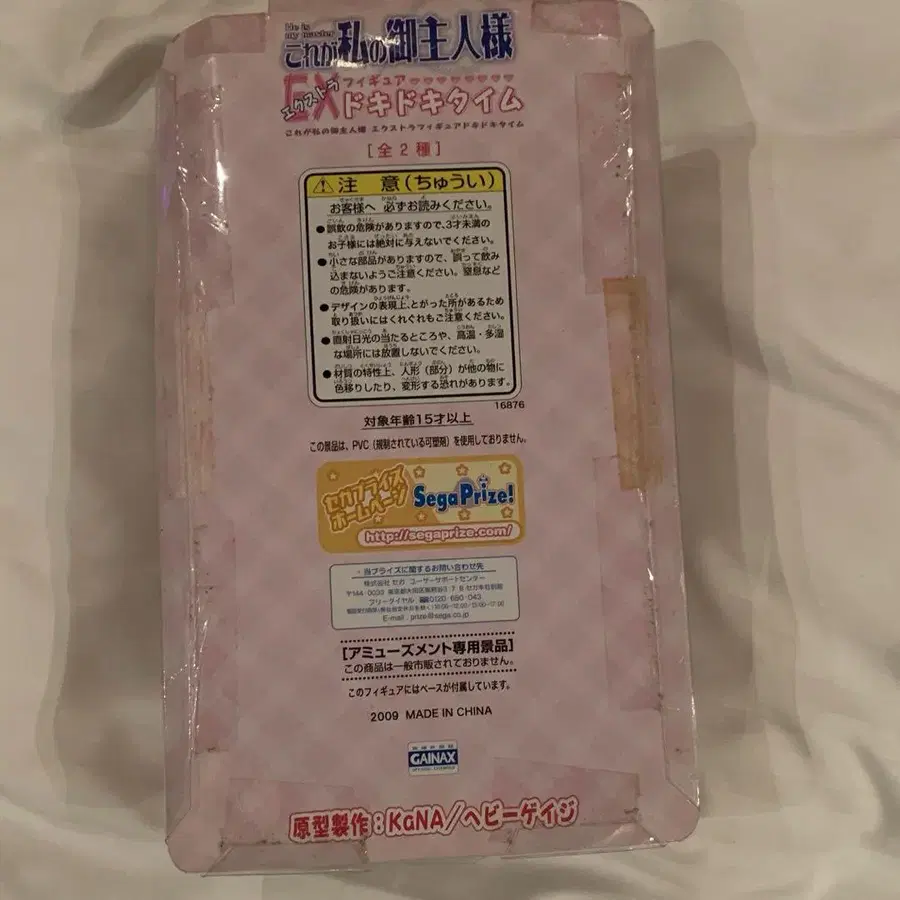 He is my master
これが私の御主人様
EX エクストラ フィギュア
ドキドキタイム
これが私の御主人様 エクストラフィギュアドキドキタイム
[全2種]
注 意(ちゅうい)
お客様へ 必ずお読みください。
●誤飲の危険がありますので、3才未満の
お子様には絶対に与えないでください。
●小さな部品がありますので、誤って飲み
込まないようご注意ください。窒息など
の危険があります。
●デザインの表現上、とがった所があるため
取り扱いにはくれぐれもご注意ください。
●直射日光の当たるところや、高温・多湿
な場所には放置しないでください。
●材質の特性上、人形(部分)が他の物に
色移りしたり、変形する恐れがあります。
16876
対象年齢15才以上
この景品は、PVC(規制されている可塑剤)を使用しておりません。
セガプライズ
ホームページ
SegaPrize!
http://segaprize.com/
・当プライズに関するお問い合わせ先
株式会社 セガ ユーザーサポートセンター
フリーダイヤル
E-mail : prize@sega.co.jp
[アミューズメント専用景品]
この商品は一般市販されておりません。
このフィギュアにはベースが付属しています。
2009 MADE IN CHINA
GAINAX
原型製作:KGNA/ヘビーゲイジ